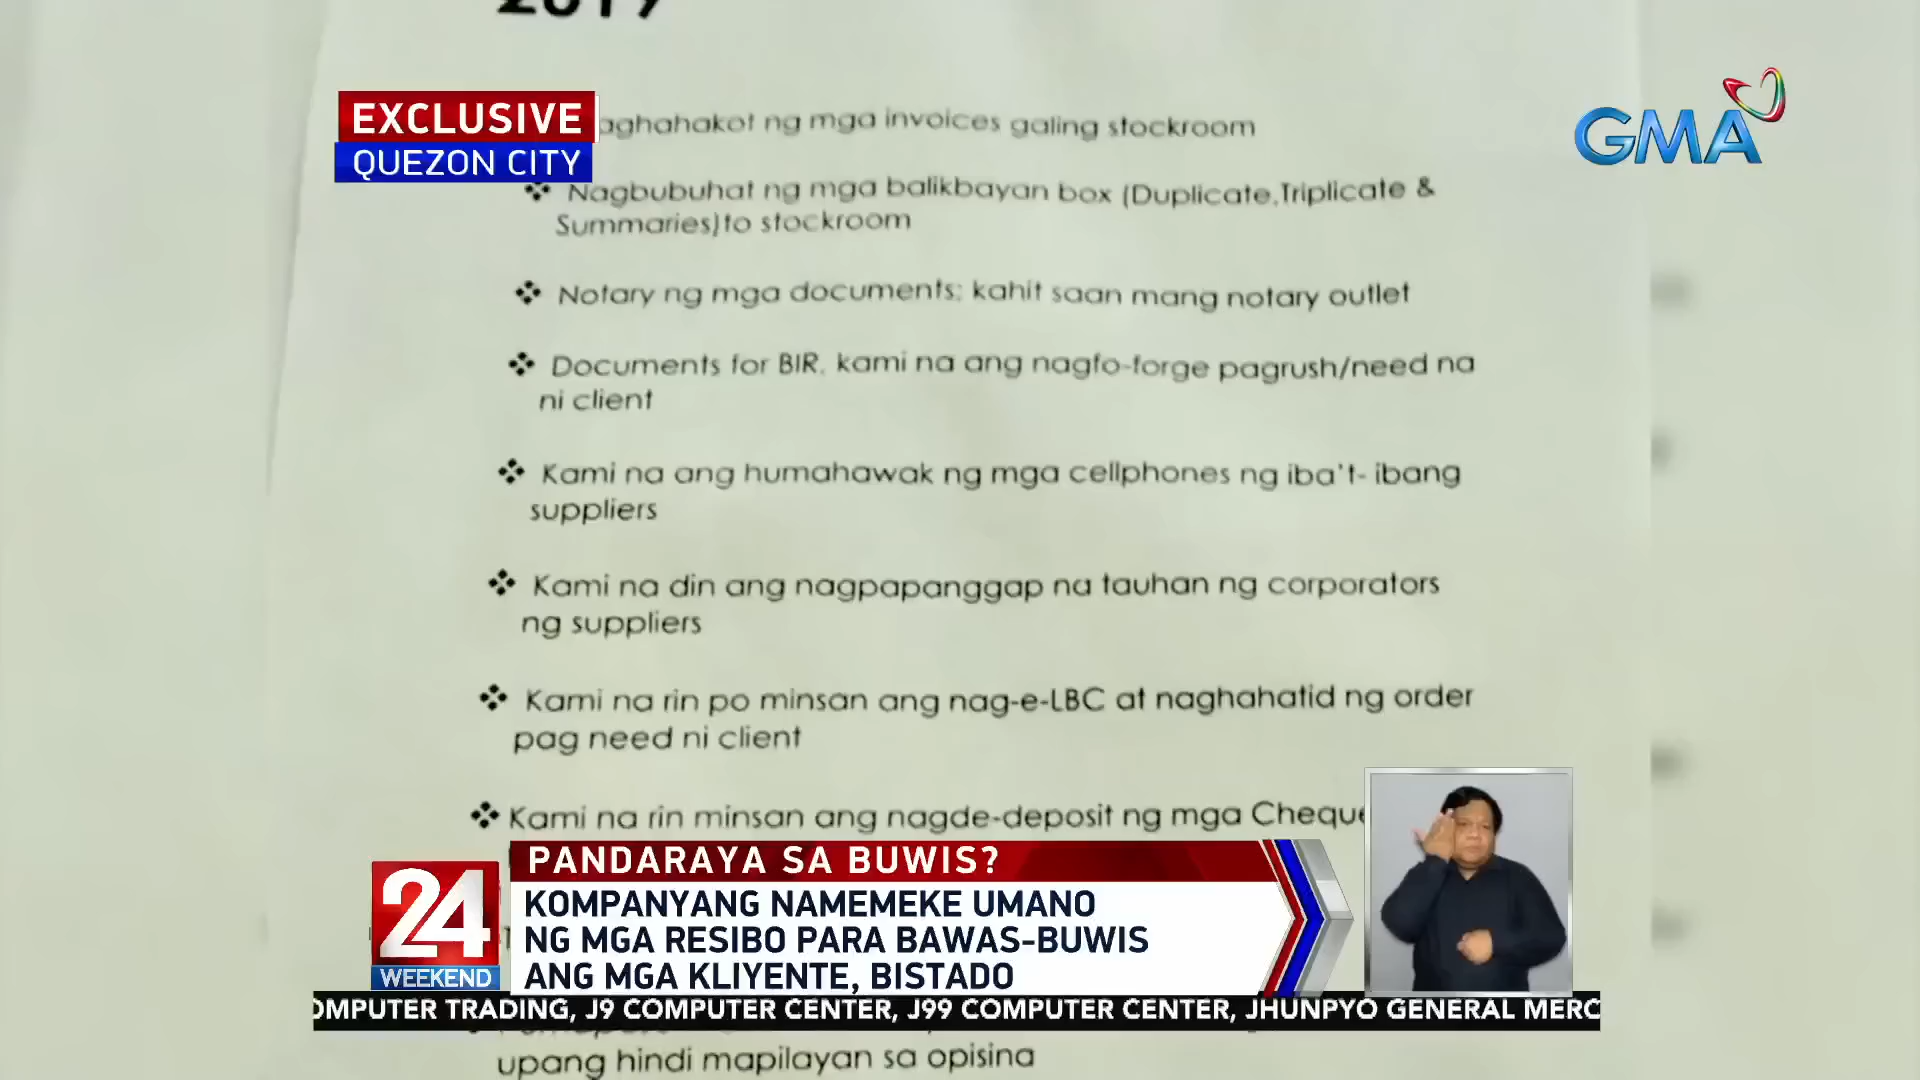 2019
EXCLUSIVE
QUEZON CITY
GMA
aghahakot ng mga invoices galing stockroom
Nagbubuhat ng mga balikbayan box (Duplicate,Triplicate &
Summaries)to stockroom
Notary ng mga documents; kahit saan mang notary outlet
Documents for BIR, kami na ang nagfo-forge pagrush/need na
ni client
Kami na ang humahawak ng mga cellphones ng iba't- ibang
suppliers
Kami na din ang nagpapanggap na tauhan ng corporators
ng suppliers
Kami na rin po minsan ang nag-e-LBC at naghahatid ng order
pag need ni client
Kami na rin minsan ang nagde-deposit ng mga Cheque
PANDARAYA SA BUWIS?
24
WEEKEND
KOMPANYANG NAMEMEKE UMANO
NG MGA RESIBO PARA BAWAS-BUWIS
ANG MGA KLIYENTE, BISTADO
OMPUTER TRADING, J9 COMPUTER CENTER, J99 COMPUTER CENTER, JHUNPYO GENERAL MERC
upang hindi mapilayan sa opisina